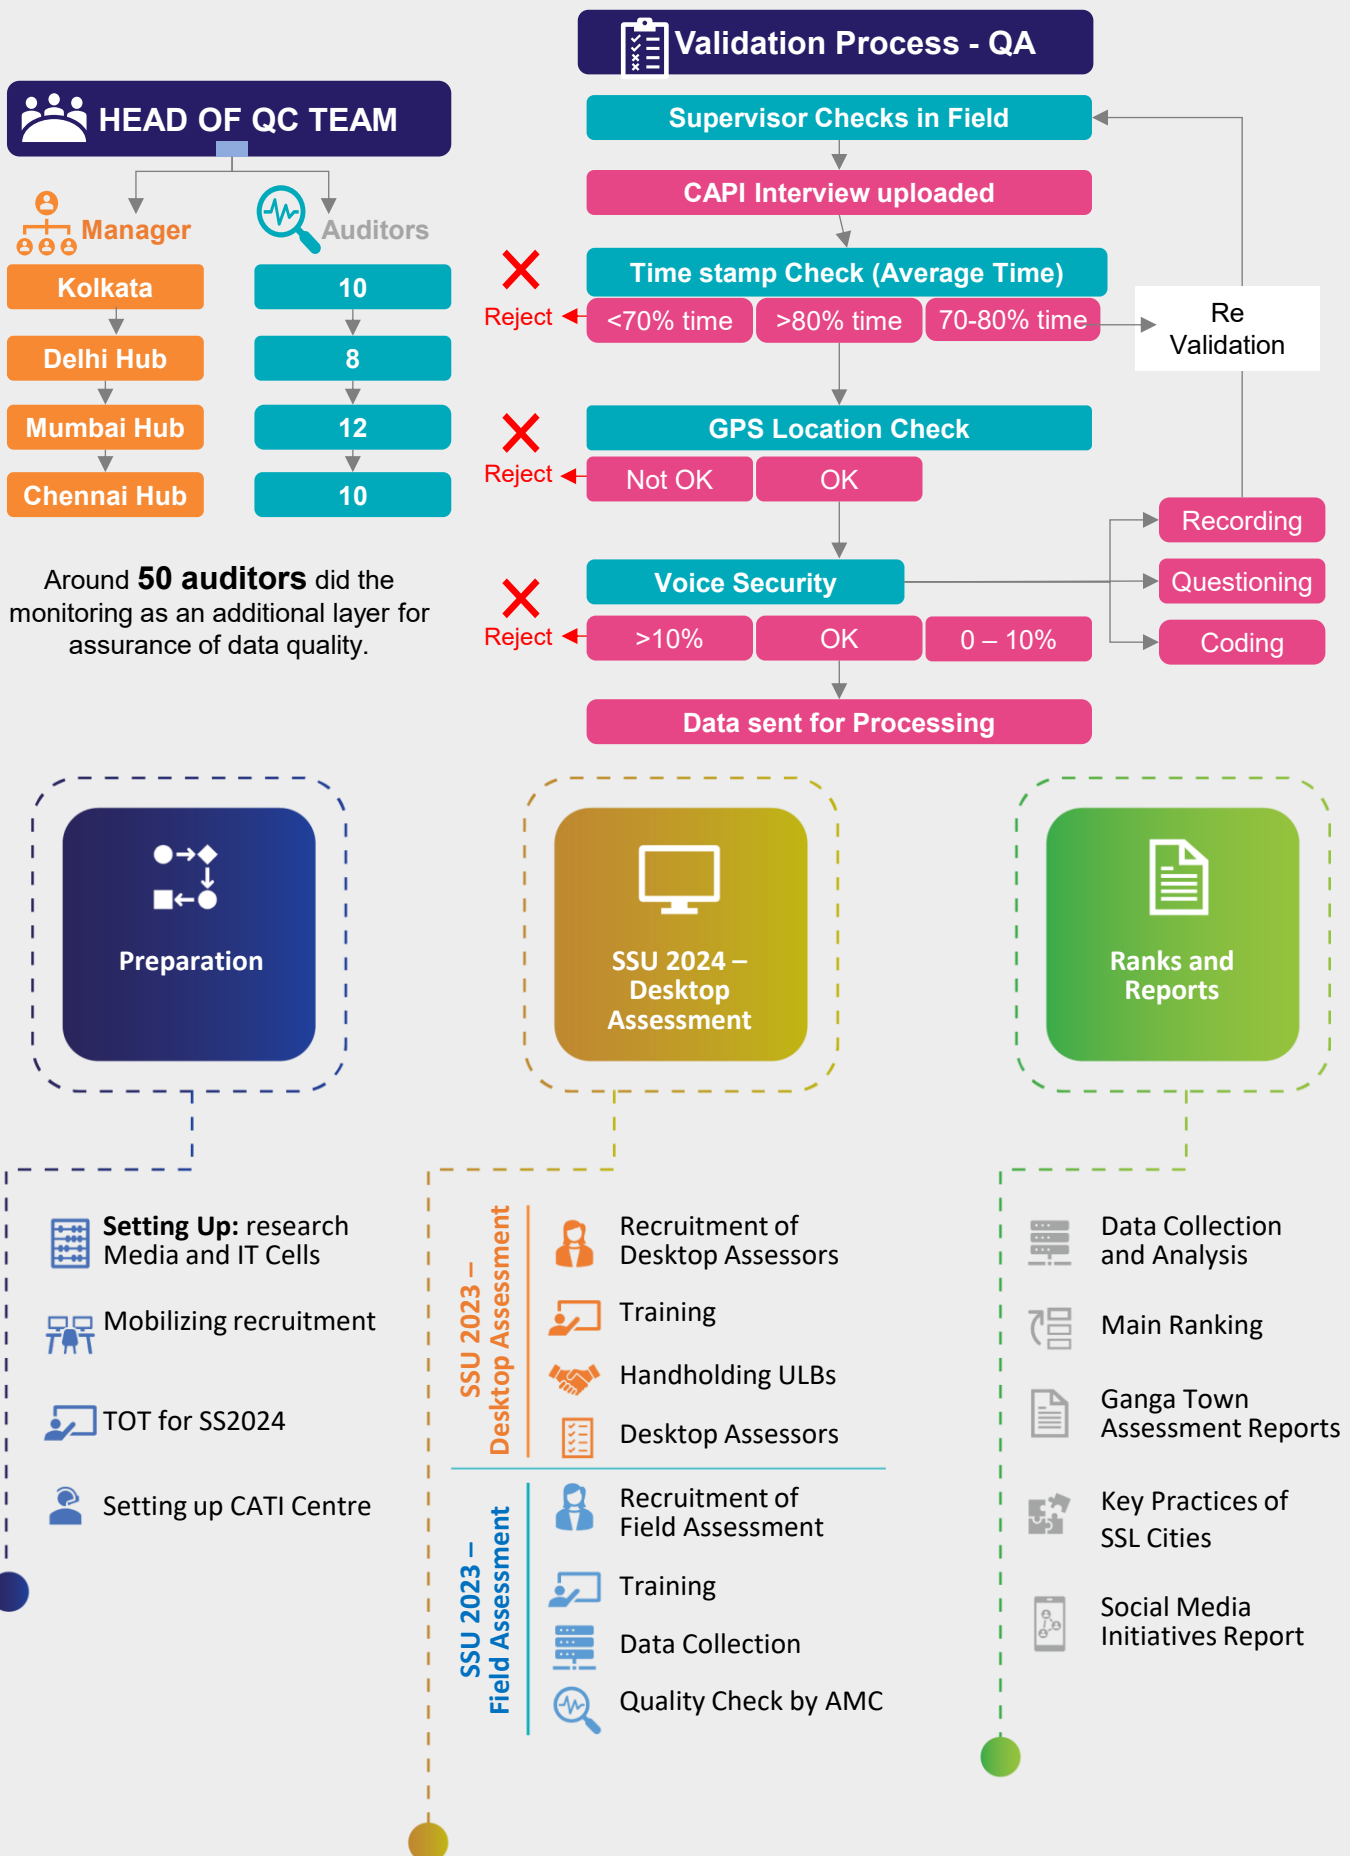 Validation Process - QA
HEAD OF QC TEAM
Manager
Auditors
Kolkata
10
Delhi Hub
8
Mumbai Hub
12
Chennai Hub
10
Around 50 auditors did the
monitoring as an additional layer for
assurance of data quality.
Supervisor Checks in Field
CAPI Interview uploaded
Time stamp Check (Average Time)
Reject
<70% time
>80% time
70-80% time
Re
Validation
GPS Location Check
Reject
Not OK
OK
Voice Security
Recording
Questioning
Coding
Reject
>10%
OK
0 – 10%
Data sent for Processing
Preparation
SSU 2024 –
Desktop
Assessment
Ranks and
Reports
Setting Up: research
Media and IT Cells
Mobilizing recruitment
TOT for SS2024
Setting up CATI Centre
SSU 2023 –
Desktop Assessment
Recruitment of
Desktop Assessors
Training
Handholding ULBs
Desktop Assessors
SSU 2023 –
Field Assessment
Recruitment of
Field Assessment
Training
Data Collection
Quality Check by AMC
Data Collection
and Analysis
Main Ranking
Ganga Town
Assessment Reports
Key Practices of
SSL Cities
Social Media
Initiatives Report